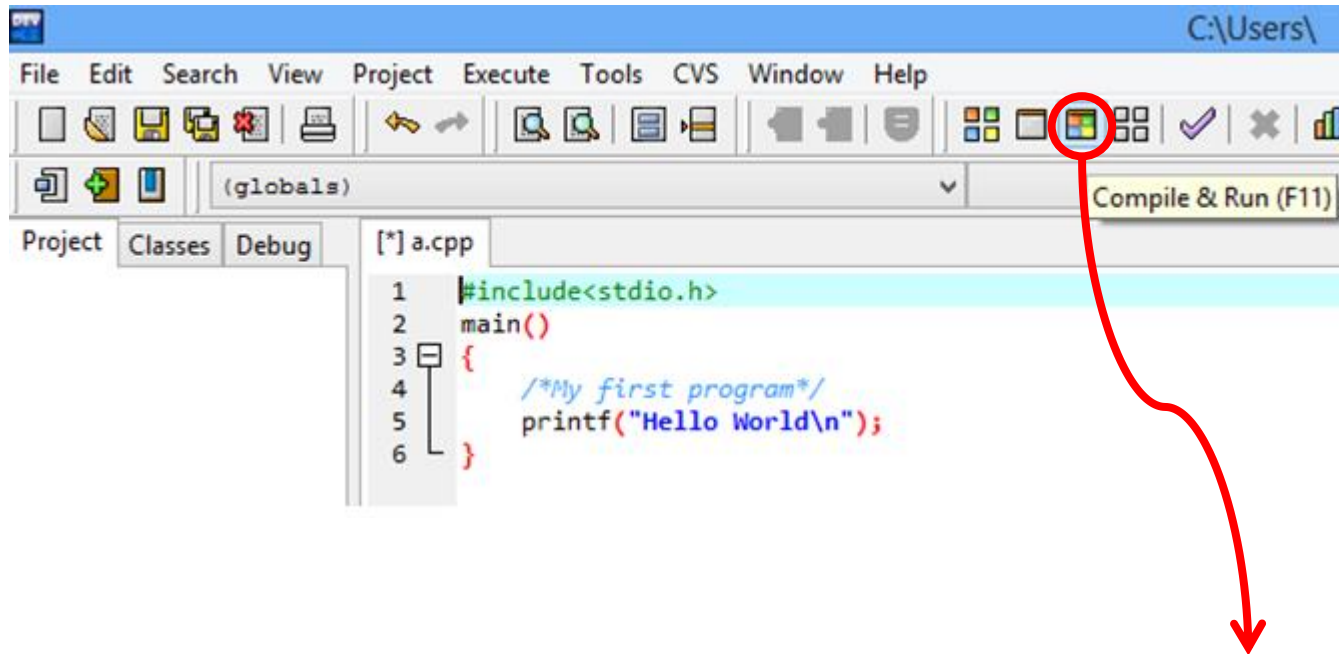 DEV
C:\Users\
File Edit Search View Project Execute Tools CVS Window Help
(globals)
Compile & Run (F11)
Project Classes Debug
[*] a.cpp
1 #include<stdio.h>
2 main()
3 {
4 /*My first program*/
5 printf("Hello World\n");
6 }